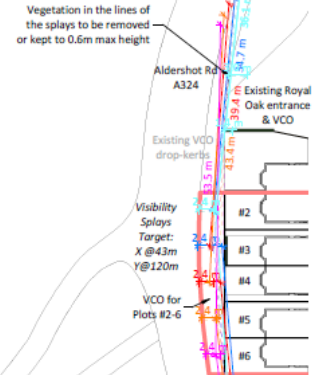 Vegetation in the lines of
the splays to be removed
or kept to 0.6m max height
34.7 m
Aldershot Rd
A324
39.4 m
Existing Royal
Oak entrance
& VCO
Existing VCO
drop-kerbs
43.4 m
53.5 m
Visibility
Splays
Target:
X @43m
Y@120m
2.4
#2
2.4
#3
2.4
#4
VCO for
Plots #2-6
2.4
#5
2.4
#6